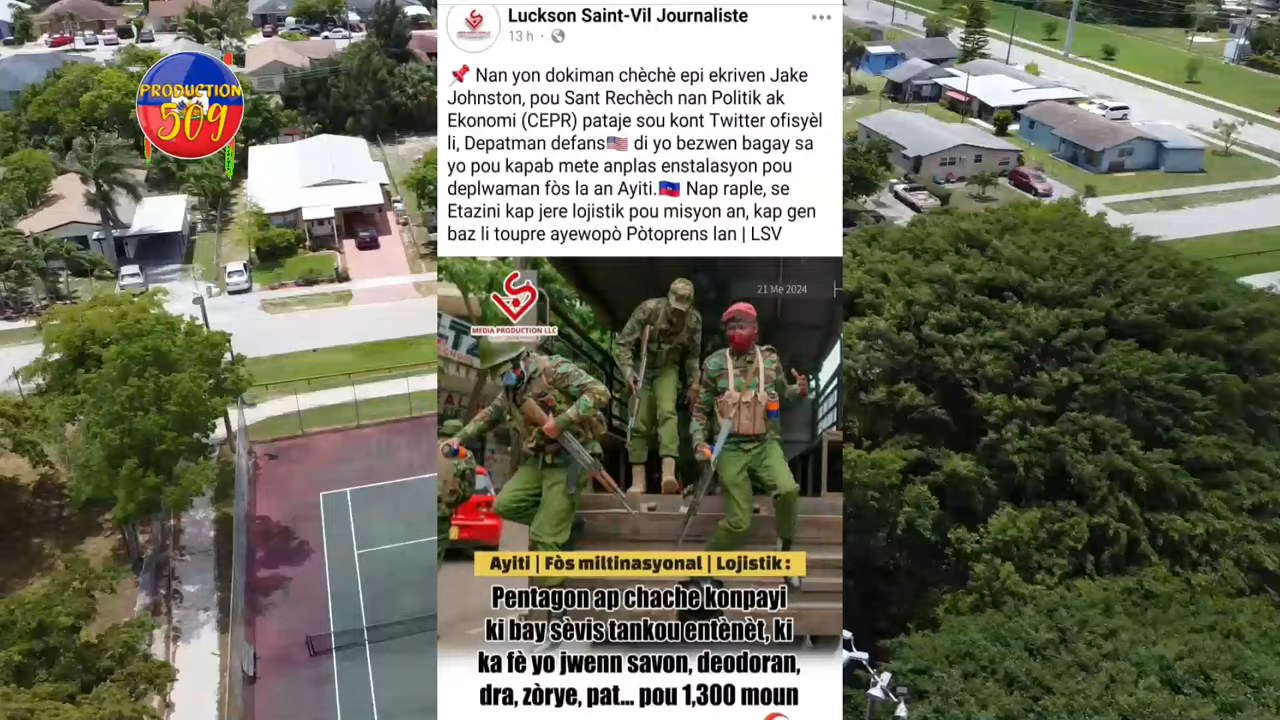 PRODUCTION
509
Luckson Saint-Vil Journaliste
13 h ·
📌 Nan yon dokiman chèchè epi ekriven Jake
Johnston, pou Sant Rechèch nan Politik ak
Ekonomi (CEPR) pataje sou kont Twitter ofisyèl
li, Depatman defans🇺🇸 di yo bezwen bagay sa
yo pou kapab mete anplas enstalasyon pou
deplwaman fòs la an Ayiti.🇭🇹 Nap raple, se
Etazini kap jere lojistik pou misyon an, kap gen
baz li toupre ayewopò Pòtoprens lan | LSV
21 Me 2024
MEDIA PRODUCTION LLC
Ayiti | Fòs miltinasyonal | Lojistik :
Pentagon ap chache konpayi
ki bay sèvis tankou entènèt, ki
ka fè yo jwenn savon, deodoran,
dra, zòrye, pat... pou 1,300 moun